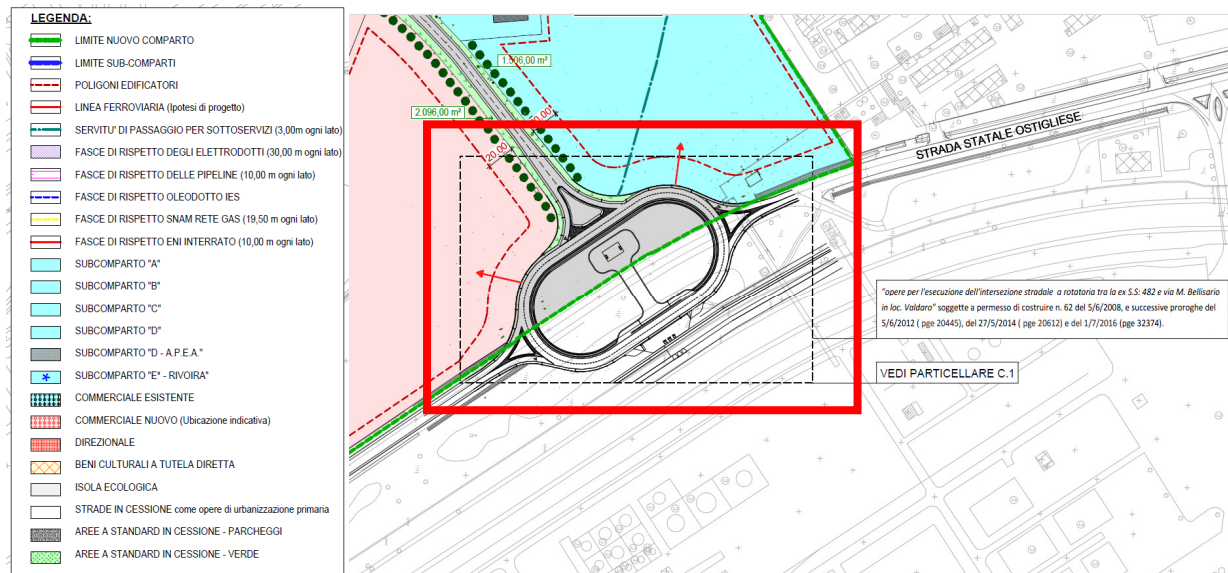 LEGENDA:
LIMITE NUOVO COMPARTO
LIMITE SUB-COMPARTI
POLIGONI EDIFICATORI
LINEA FERROVIARIA (Ipotesi di progetto)
SERVITU' DI PASSAGGIO PER SOTTOSERVIZI (3,00m ogni lato)
FASCE DI RISPETTO DEGLI ELETTRODOTTI (30,00 m ogni lato)
FASCE DI RISPETTO DELLE PIPELINE (10,00 m ogni lato)
FASCE DI RISPETTO OLEODOTTO IES
FASCE DI RISPETTO SNAM RETE GAS (19,50 m ogni lato)
FASCE DI RISPETTO ENI INTERRATO (10,00 m ogni lato)
SUBCOMPARTO "A"
SUBCOMPARTO "B"
SUBCOMPARTO "C"
SUBCOMPARTO "D"
SUBCOMPARTO "D - A.P.E.A."
SUBCOMPARTO "E* - RIVOIRA"
COMMERCIALE ESISTENTE
COMMERCIALE NUOVO (Ubicazione indicativa)
DIREZIONALE
BENI CULTURALI A TUTELA DIRETTA
ISOLA ECOLOGICA
STRADE IN CESSIONE come opere di urbanizzazione primaria
AREE A STANDARD IN CESSIONE - PARCHEGGI
AREE A STANDARD IN CESSIONE - VERDE
1.506,00 m²
2.096,00 m²
20,00
STRADA STATALE OSTIGLIESE
"opere per l'esecuzione dell'intersezione stradale a rotatoria tra la ex S.S: 482 e via M. Bellisario
in loc. Valdaro" soggette a permesso di costruire n. 62 del 5/6/2008, e successive proroghe del
5/6/2012 ( pge 20445), del 27/5/2014 ( pge 20612) e del 1/7/2016 (pge 32374).
VEDI PARTICELLARE C.1